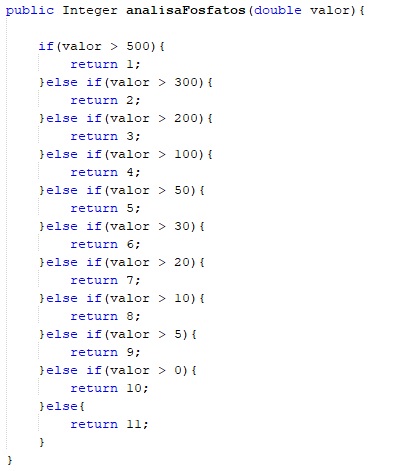 public Integer analisaFosfatos(double valor){
if(valor > 500){
return 1;
}else if(valor > 300){
return 2;
}else if(valor > 200){
return 3;
}else if(valor > 100){
return 4;
}else if(valor > 50){
return 5;
}else if(valor > 30){
return 6;
}else if(valor > 20){
return 7;
}else if(valor > 10){
return 8;
}else if(valor > 5){
return 9;
}else if(valor > 0){
return 10;
}else{
return 11;
}
}